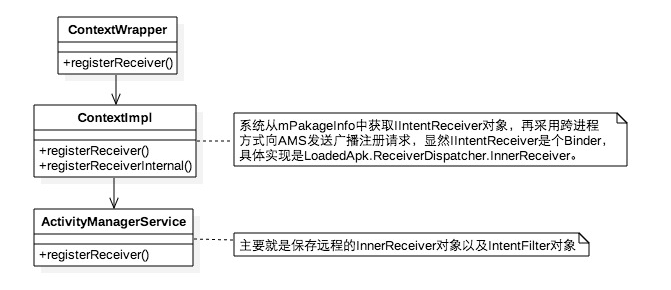 ContextWrapper
+registerReceiver()
ContextImpl
+registerReceiver()
+registerReceiverInternal()
系统从mPakageInfo中获取IIntentReceiver对象，再采用跨进程
方式向AMS发送广播注册请求，显然IIntentReceiver是个Binder，
具体实现是LoadedApk.ReceiverDispatcher.InnerReceiver。
ActivityManagerService
+registerReceiver()
主要就是保存远程的InnerReceiver对象以及IntentFilter对象